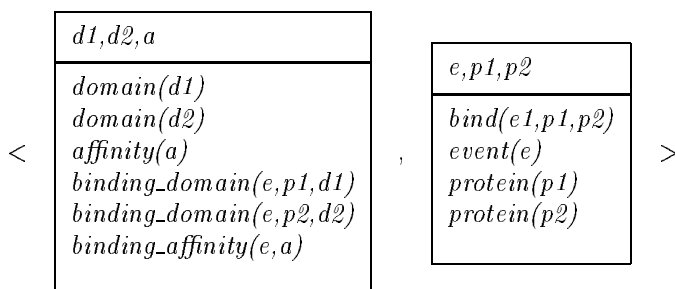 d1,d2,a
domain(d1)
domain(d2)
affinity(a)
binding_domain(e,p1,d1)
binding_domain(e,p2,d2)
binding_affinity(e,a)
e,p1,p2
bind(e1,p1,p2)
event(e)
protein(p1)
protein(p2)
< , >